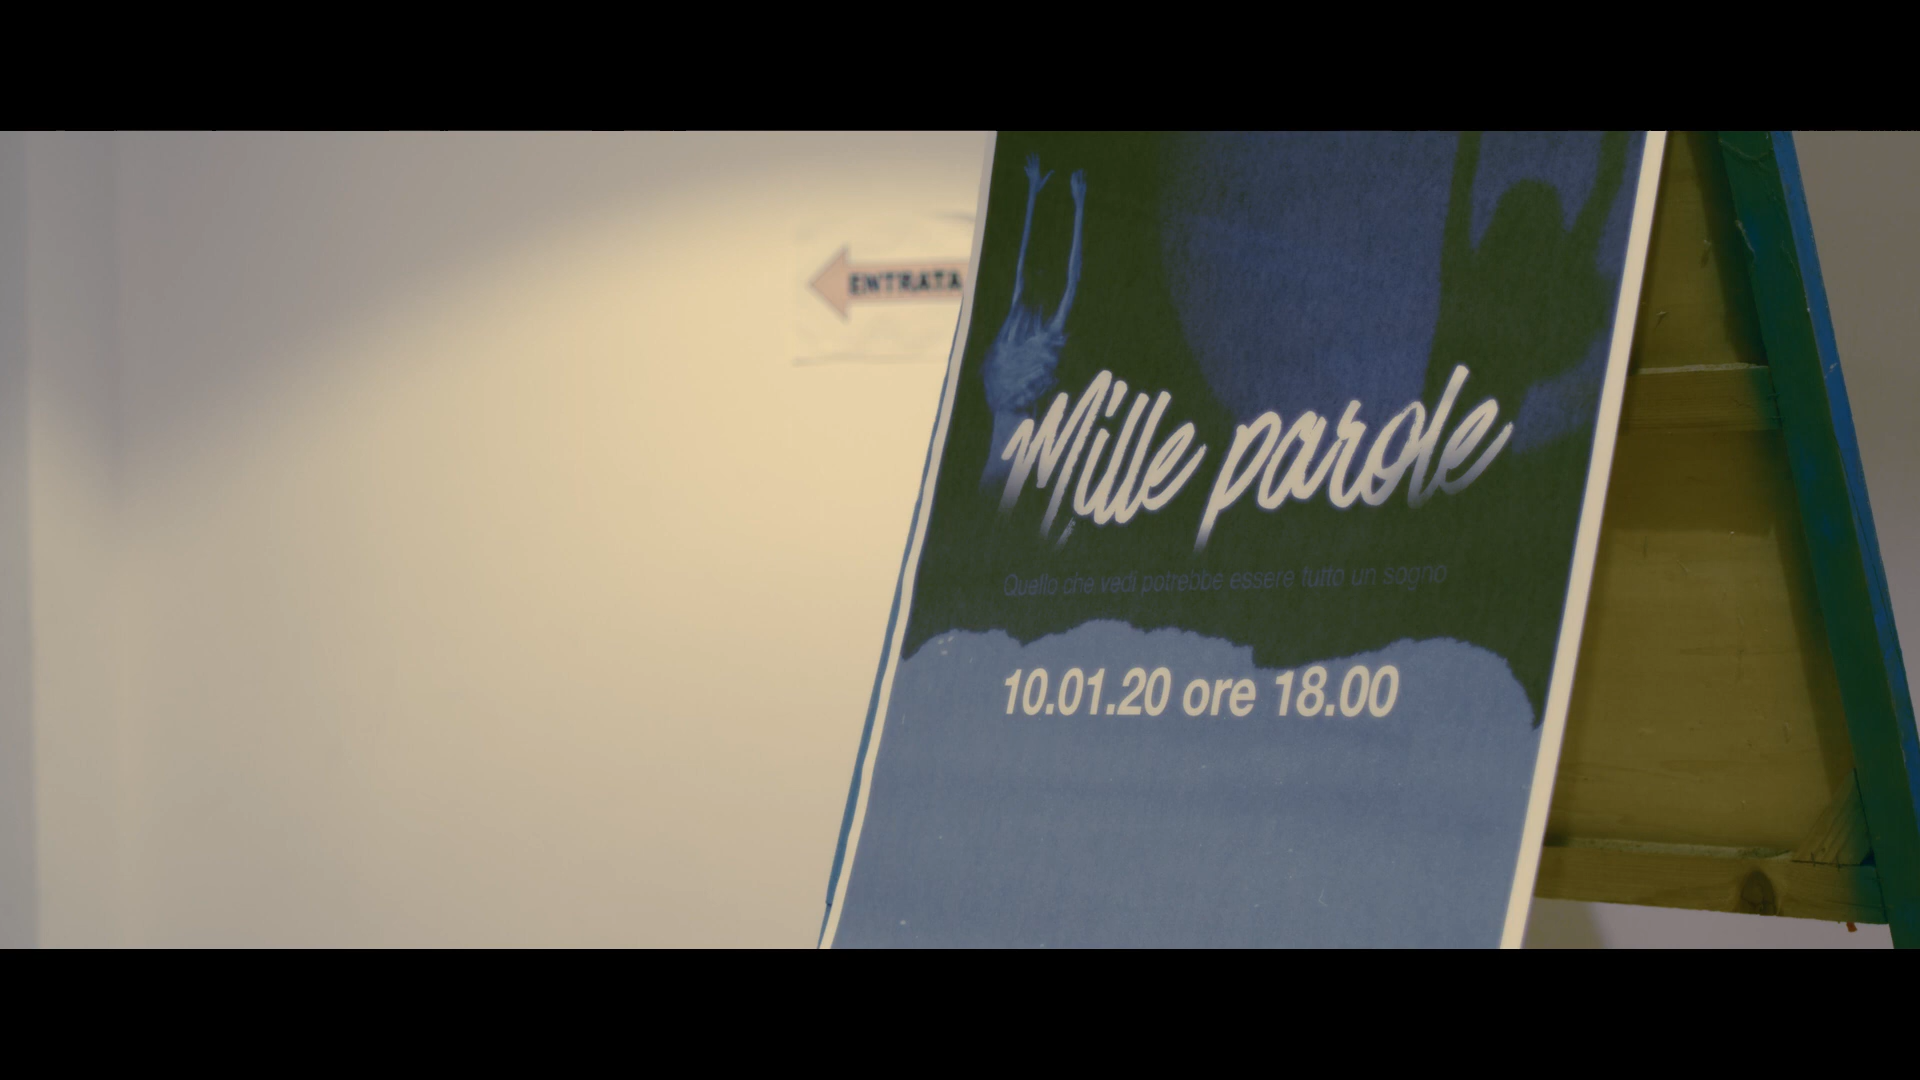 ENTRATA
Mille parole
Quello che vedi potrebbe essere tutto un sogno
10.01.20 ore 18.00